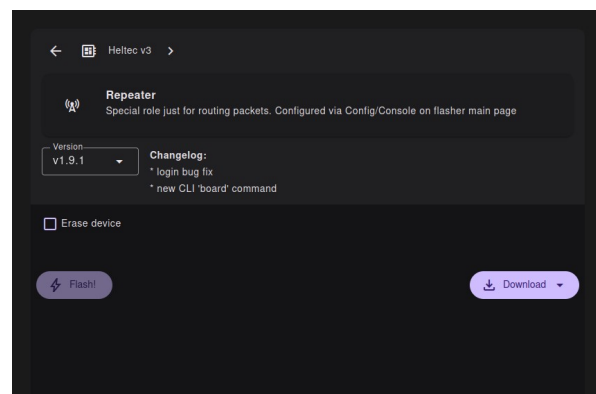 Heltec v3
Repeater
Special role just for routing packets. Configured via Config/Console on flasher main page
Version
v1.9.1
Changelog:
* login bug fix
* new CLI 'board' command
Erase device
Flash!
Download